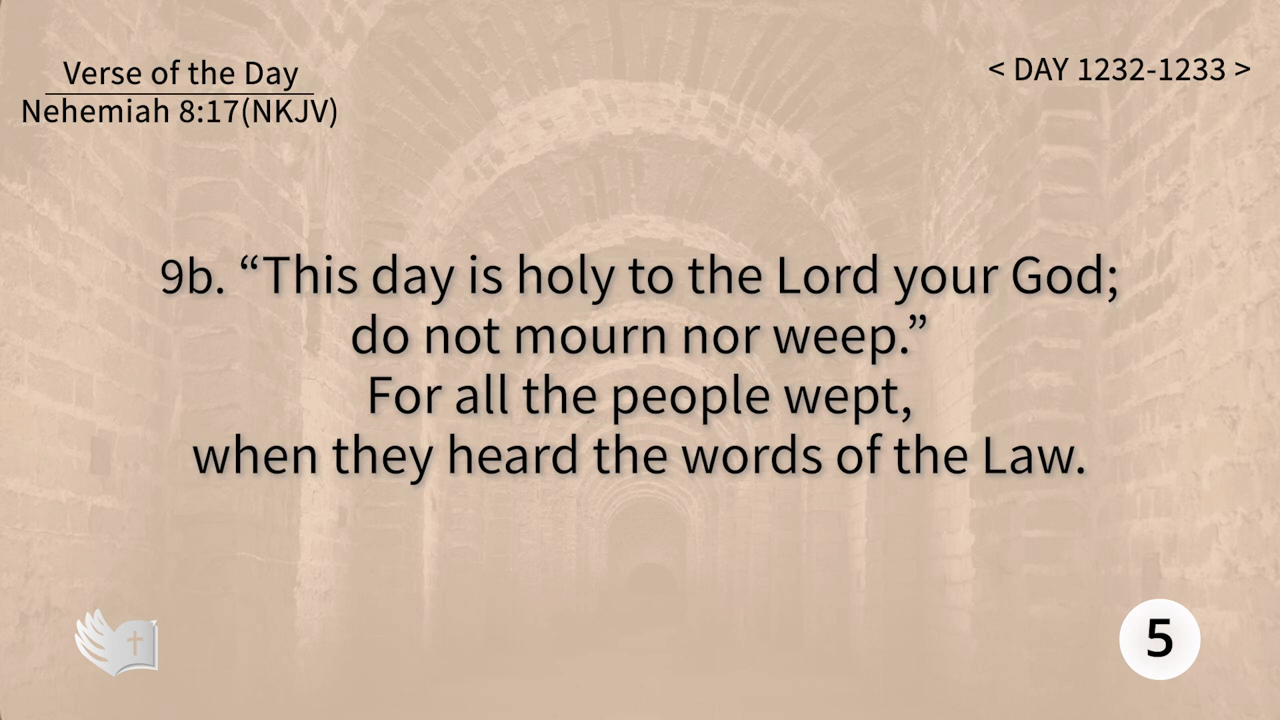 Verse of the Day
Nehemiah 8:17(NKJV)
< DAY 1232-1233 >
9b. “This day is holy to the Lord your God;
do not mourn nor weep.”
For all the people wept,
when they heard the words of the Law.
5